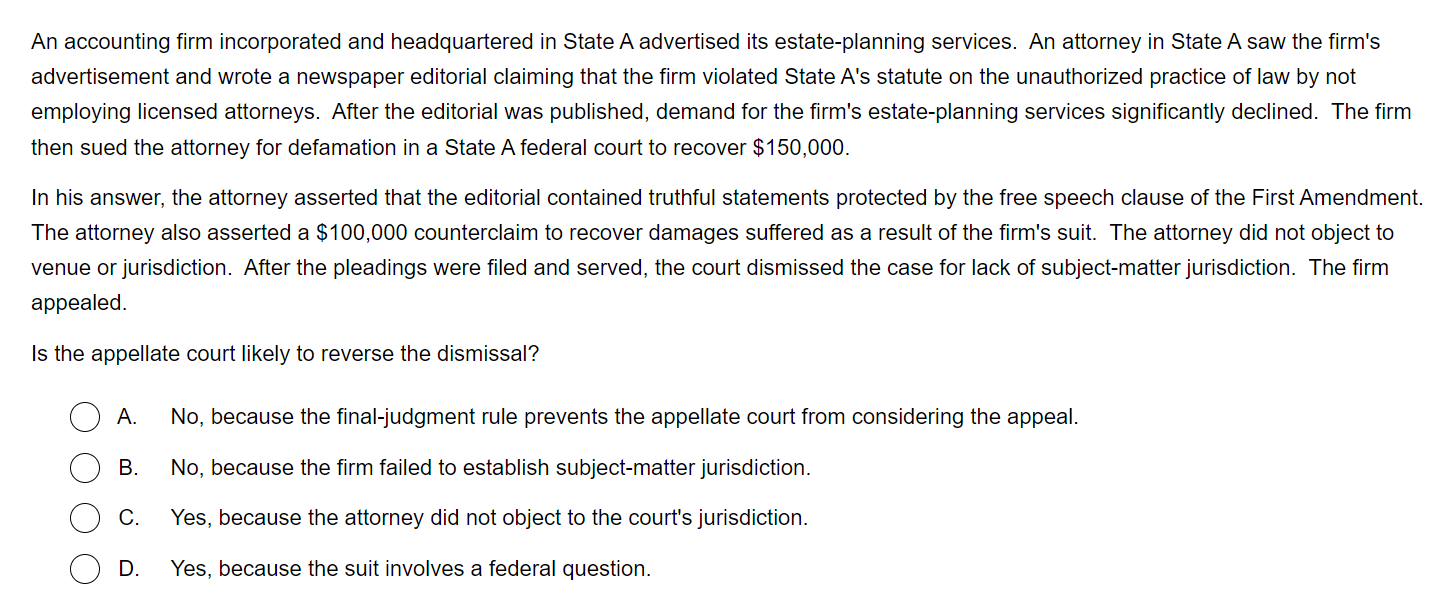 An accounting firm incorporated and headquartered in State A advertised its estate-planning services.  An attorney in State A saw the firm's
advertisement and wrote a newspaper editorial claiming that the firm violated State A's statute on the unauthorized practice of law by not
employing licensed attorneys.  After the editorial was published, demand for the firm's estate-planning services significantly declined.  The firm
then sued the attorney for defamation in a State A federal court to recover $150,000.
In his answer, the attorney asserted that the editorial contained truthful statements protected by the free speech clause of the First Amendment.
The attorney also asserted a $100,000 counterclaim to recover damages suffered as a result of the firm's suit.  The attorney did not object to
venue or jurisdiction.  After the pleadings were filed and served, the court dismissed the case for lack of subject-matter jurisdiction.  The firm
appealed.
Is the appellate court likely to reverse the dismissal?
A. No, because the final-judgment rule prevents the appellate court from considering the appeal.
B. No, because the firm failed to establish subject-matter jurisdiction.
C. Yes, because the attorney did not object to the court's jurisdiction.
D. Yes, because the suit involves a federal question.